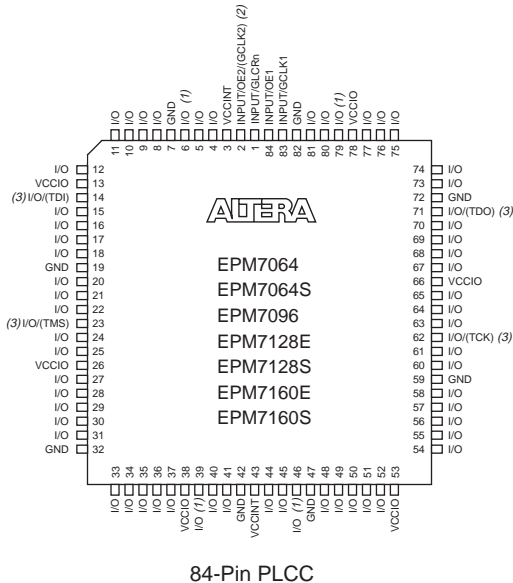 I/O
I/O
I/O
I/O
GND
I/O (1)
I/O
I/O
VCCINT
INPUT/OE2/(GCLK2) (2)
INPUT/GLCRn
INPUT/OE1
INPUT/GCLK1
GND
I/O
I/O
I/O (1)
VCCIO
I/O
I/O
I/O
11 10 9 8 7 6 5 4 3 2 1 84 83 82 81 80 79 78 77 76 75
I/O 12
VCCIO 13
(3) I/O/(TDI) 14
I/O 15
I/O 16
I/O 17
I/O 18
GND 19
I/O 20
I/O 21
I/O 22
(3) I/O/(TMS) 23
I/O 24
I/O 25
VCCIO 26
I/O 27
I/O 28
I/O 29
I/O 30
I/O 31
GND 32
ALTERA
EPM7064
EPM7064S
EPM7096
EPM7128E
EPM7128S
EPM7160E
EPM7160S
74 I/O
73 I/O
72 GND
71 I/O/(TDO) (3)
70 I/O
69 I/O
68 I/O
67 I/O
66 VCCIO
65 I/O
64 I/O
63 I/O
62 I/O/(TCK) (3)
61 I/O
60 I/O
59 GND
58 I/O
57 I/O
56 I/O
55 I/O
54 I/O
33 34 35 36 37 38 39 40 41 42 43 44 45 46 47 48 49 50 51 52 53
I/O
I/O
I/O
I/O
I/O
VCCIO
I/O (1)
I/O
I/O
GND
VCCINT
I/O
I/O
I/O (1)
GND
I/O
I/O
I/O
I/O
I/O
VCCIO
84-Pin PLCC